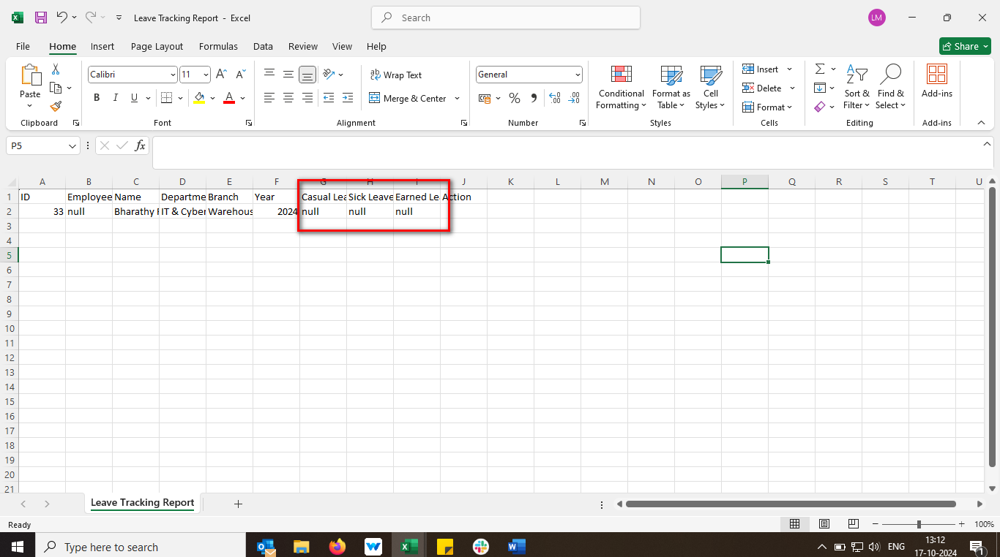 Leave Tracking Report - Excel
Search
LM
File Home Insert Page Layout Formulas Data Review View Help
Share
Paste
Calibri 11
B I U
Wrap Text
Merge & Center
General
Conditional Formatting
Format as Table
Cell Styles
Insert
Delete
Format
Sort & Filter
Find & Select
Add-ins
Clipboard Font Alignment Number Styles Cells Editing Add-ins
P5 fx
A B C D E F G H I J K L M N O P Q R S T U
1 ID Employee Name Departme Branch Year Casual Lea Sick Leave Earned Le Action
2 33 null Bharathy IT & Cyber Warehous 2024 null null null
3
4
5
6
7
8
9
10
11
12
13
14
15
16
17
18
19
20
21
Leave Tracking Report
Ready 100%
Type here to search
ENG
13:12
17-10-2024
1